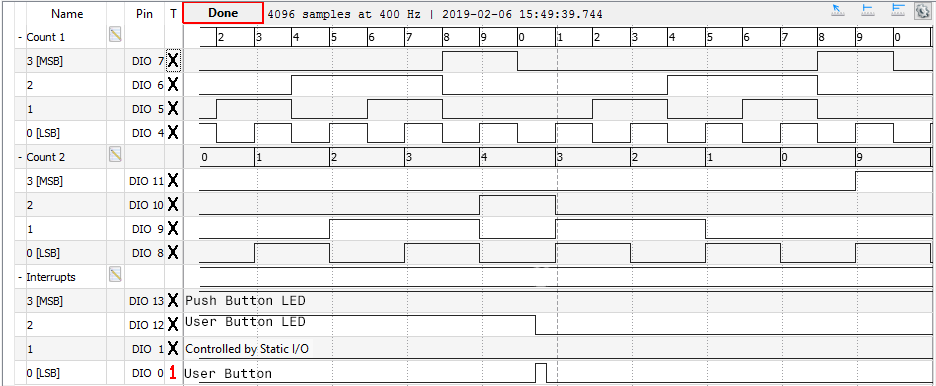 Name Pin T Done 4096 samples at 400 Hz | 2019-02-06 15:49:39.744
- Count 1 2 3 4 5 6 7 8 9 0 1 2 3 4 5 6 7 8 9 0
3 [MSB] DIO 7 X
2 DIO 6 X
1 DIO 5 X
0 [LSB] DIO 4 X
- Count 2 0 1 2 3 4 3 2 1 0 9
3 [MSB] DIO 11 X
2 DIO 10 X
1 DIO 9 X
0 [LSB] DIO 8 X
- Interrupts
3 [MSB] DIO 13 X Push Button LED
2 DIO 12 X User Button LED
1 DIO 1 X Controlled by Static I/O
0 [LSB] DIO 0 1 User Button